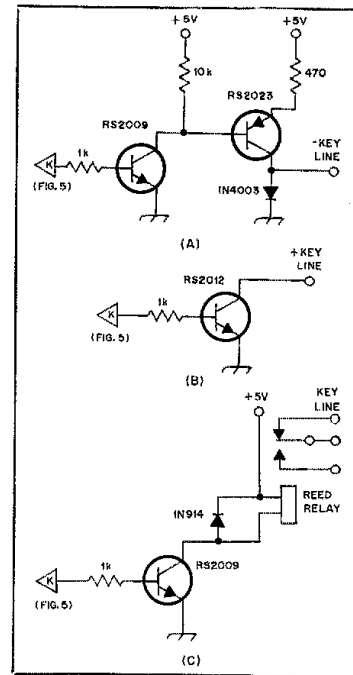 +5V
+5V
10k
470
RS2023
RS2009
1k
K
(FIG. 5)
-KEY
LINE
1N4003
(A)
+KEY
LINE
RS2012
1k
K
(FIG. 5)
(B)
+5V
KEY
LINE
1N914
REED
RELAY
RS2009
1k
K
(FIG. 5)
(C)